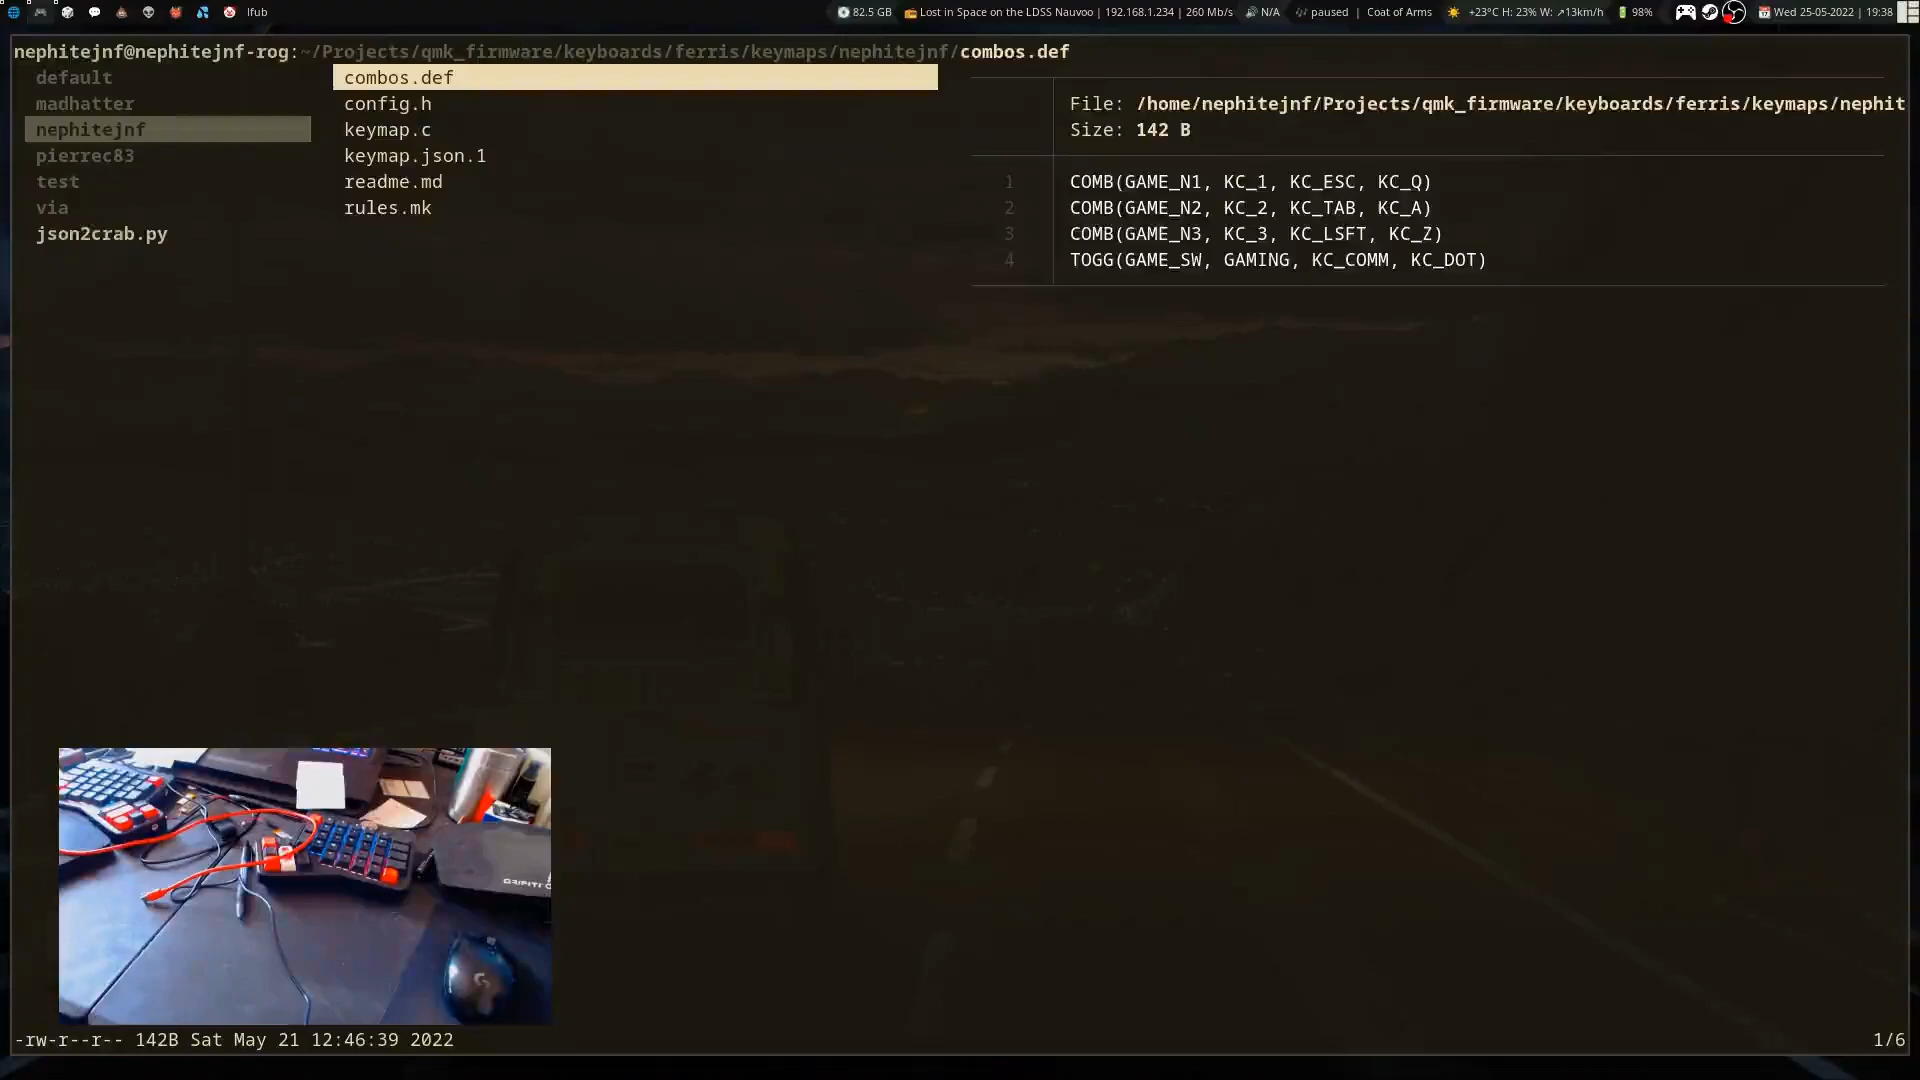 lfub
82.5 GB
Lost in Space on the LDSS Nauvoo | 192.168.1.234 | 260 Mb/s
N/A
paused | Coat of Arms
+23°C H: 23% W: ↗13km/h
98%
Wed 25-05-2022 | 19:38
nephitejnf@nephitejnf-rog:~/Projects/qmk_firmware/keyboards/ferris/keymaps/nephitejnf/combos.def
default
madhatter
nephitejnf
pierrec83
test
via
json2crab.py
combos.def
config.h
keymap.c
keymap.json.1
readme.md
rules.mk
File: /home/nephitejnf/Projects/qmk_firmware/keyboards/ferris/keymaps/nephit
Size: 142 B
1 COMB(GAME_N1, KC_1, KC_ESC, KC_Q)
2 COMB(GAME_N2, KC_2, KC_TAB, KC_A)
3 COMB(GAME_N3, KC_3, KC_LSFT, KC_Z)
4 TOGG(GAME_SW, GAMING, KC_COMM, KC_DOT)
-rw-r--r-- 142B Sat May 21 12:46:39 2022
1/6